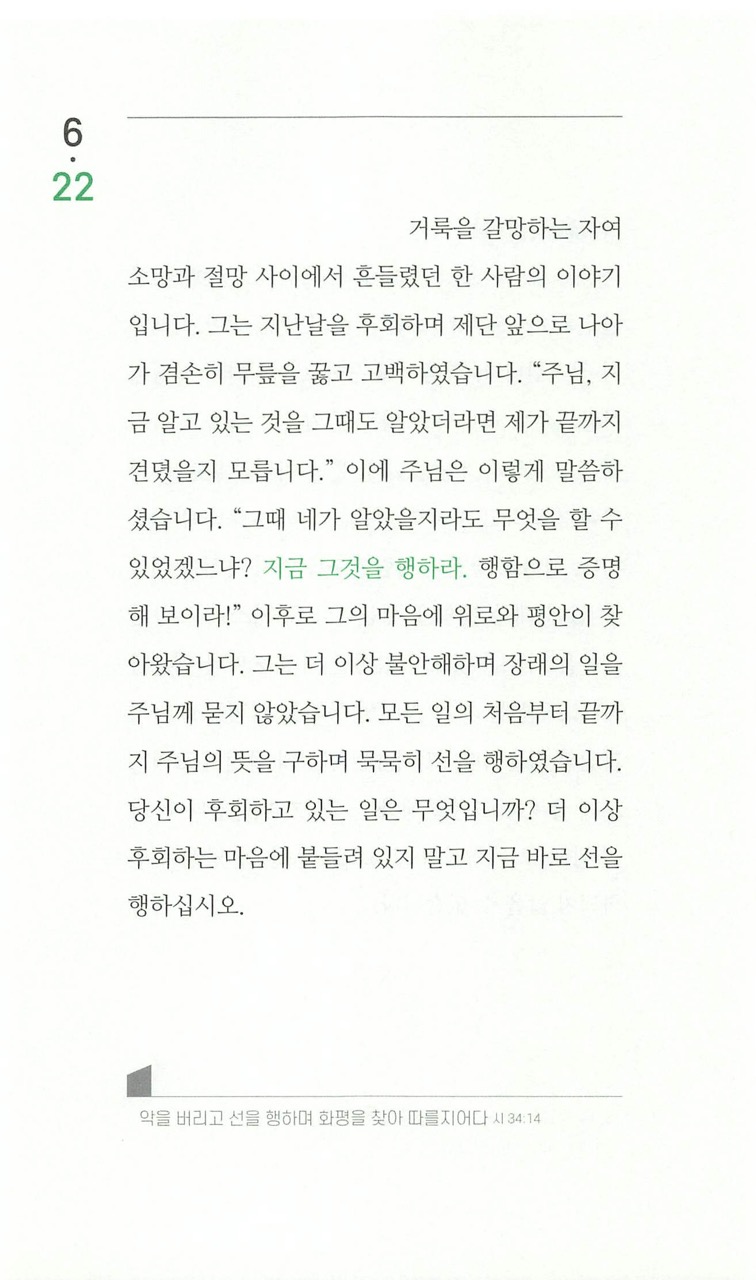 6
·
22
거룩을 갈망하는 자여
소망과 절망 사이에서 흔들렸던 한 사람의 이야기
입니다. 그는 지난날을 후회하며 제단 앞으로 나아
가 겸손히 무릎을 꿇고 고백하였습니다. “주님, 지
금 알고 있는 것을 그때도 알았더라면 제가 끝까지
견뎠을지 모릅니다.” 이에 주님은 이렇게 말씀하
셨습니다. “그때 네가 알았을지라도 무엇을 할 수
있었겠느냐? 지금 그것을 행하라. 행함으로 증명
해 보이라!” 이후로 그의 마음에 위로와 평안이 찾
아왔습니다. 그는 더 이상 불안해하며 장래의 일을
주님께 묻지 않았습니다. 모든 일의 처음부터 끝까
지 주님의 뜻을 구하며 묵묵히 선을 행하였습니다.
당신이 후회하고 있는 일은 무엇입니까? 더 이상
후회하는 마음에 붙들려 있지 말고 지금 바로 선을
행하십시오.
악을 버리고 선을 행하며 화평을 찾아 따를지어다 시 34:14